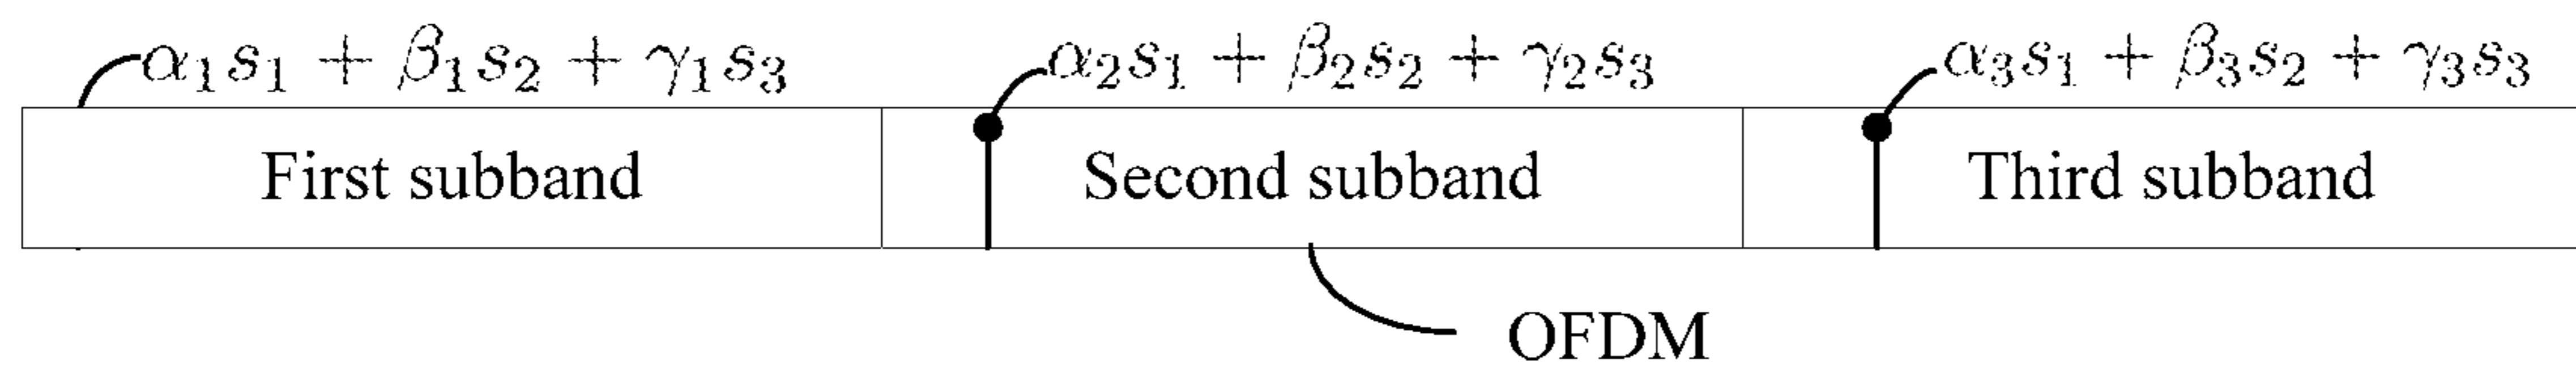 α₁s₁ + β₁s₂ + γ₁s₃ α₂s₁ + β₂s₂ + γ₂s₃ α₃s₁ + β₃s₂ + γ₃s₃
First subband Second subband Third subband
OFDM